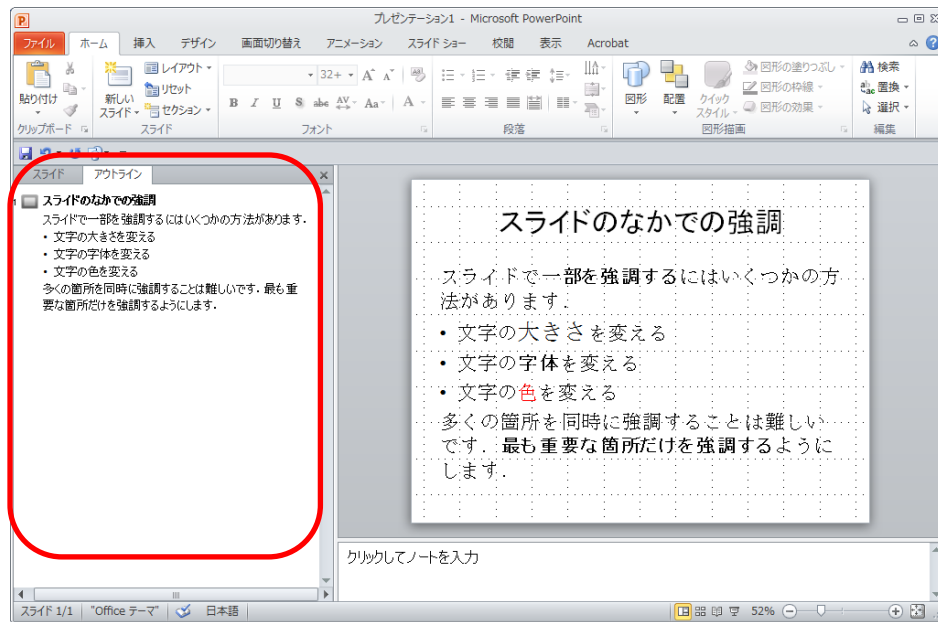 プレゼンテーション1 - Microsoft PowerPoint
ファイル ホーム 挿入 デザイン 画面切り替え アニメーション スライド ショー 校閲 表示 Acrobat
貼り付け
新しい
スライド
レイアウト
リセット
セクション
32+
B I U S abc AV Aa A
図形
配置
クイック
スタイル
図形の塗りつぶし
図形の枠線
図形の効果
検索
置換
選択
クリップボード スライド フォント 段落 図形描画 編集
スライド アウトライン
1 スライドのなかでの強調
スライドで一部を強調するにはいくつかの方法があります.
• 文字の大きさを変える
• 文字の字体を変える
• 文字の色を変える
多くの箇所を同時に強調することは難しいです. 最も重
要な箇所だけを強調するようにします.
スライドのなかでの強調
スライドで一部を強調するにはいくつかの方
法があります.
• 文字の大きさを変える
• 文字の字体を変える
• 文字の色を変える
多くの箇所を同時に強調することは難しい
です. 最も重要な箇所だけを強調するように
します.
クリックしてノートを入力
スライド 1/1 "Office テーマ" 日本語 52%